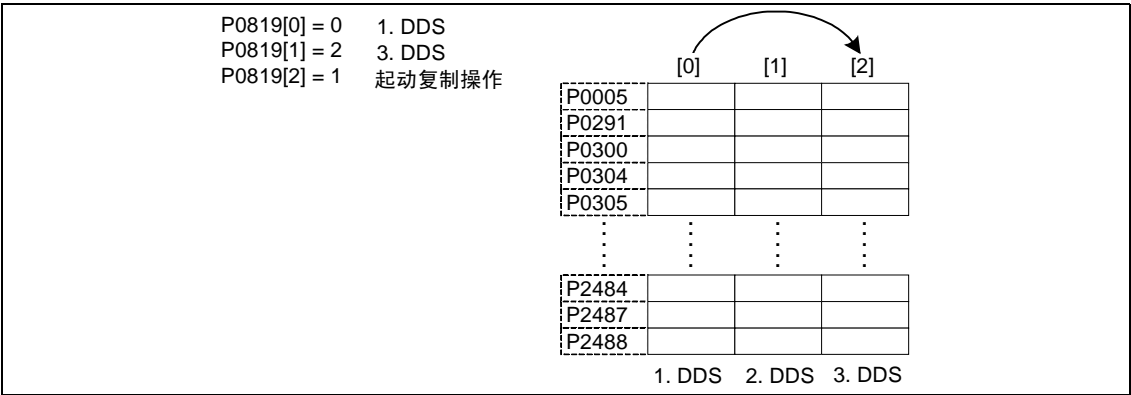 P0819[0] = 0 1. DDS
P0819[1] = 2 3. DDS
P0819[2] = 1 起动复制操作
[0] [1] [2]
P0005
P0291
P0300
P0304
P0305
P2484
P2487
P2488
1. DDS 2. DDS 3. DDS